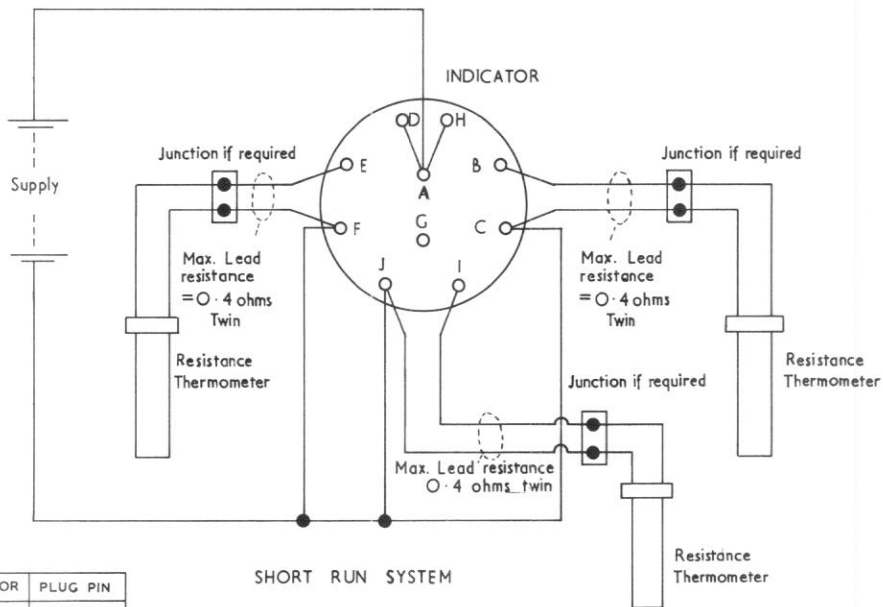 INDICATOR
D
H
Junction if required
E
B
Junction if required
Supply
A
F
G
C
Max. Lead
resistance
= 0·4 ohms
Twin
J
I
Max. Lead
resistance
= 0·4 ohms
Twin
Resistance
Thermometer
Junction if required
Resistance
Thermometer
Max. Lead resistance
0·4 ohms twin
SHORT RUN SYSTEM
Resistance
Thermometer
OR PLUG PIN